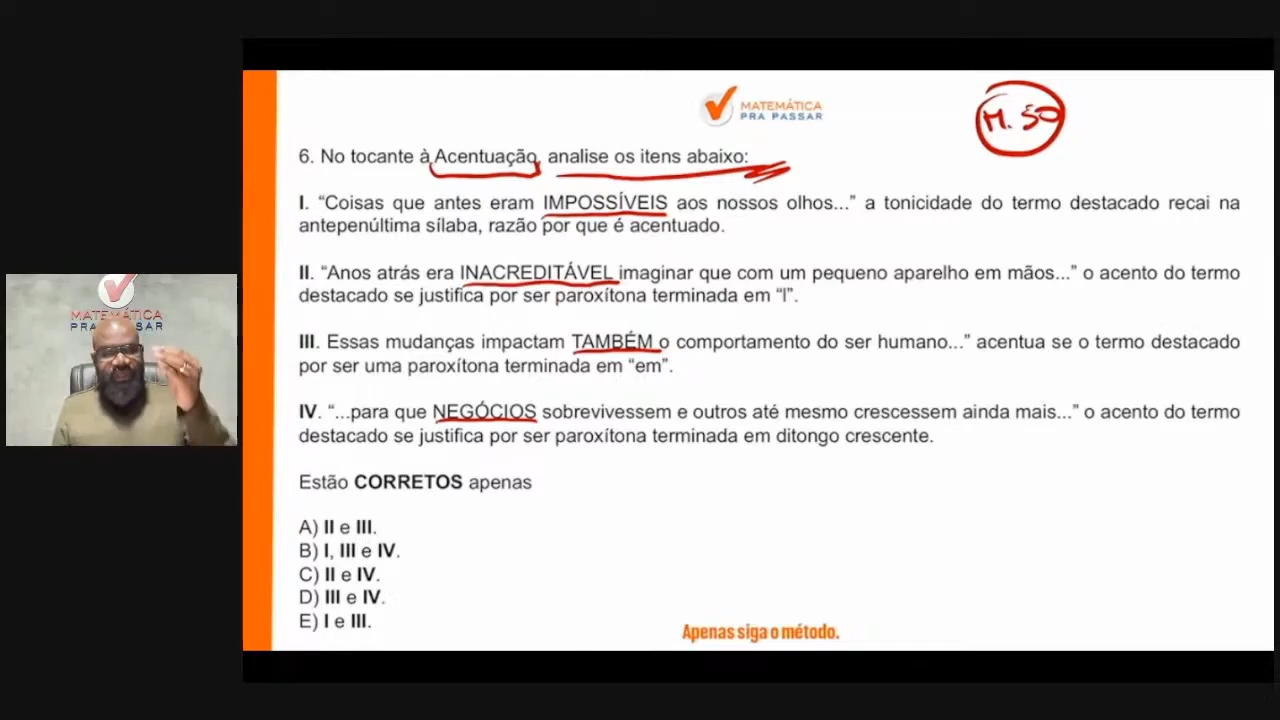 MATEMÁTICA
PRA PASSAR
M. 50
6. No tocante à Acentuação, analise os itens abaixo:
I. “Coisas que antes eram IMPOSSÍVEIS aos nossos olhos...” a tonicidade do termo destacado recai na
antepenúltima sílaba, razão por que é acentuado.
II. “Anos atrás era INACREDITÁVEL imaginar que com um pequeno aparelho em mãos...” o acento do termo
destacado se justifica por ser paroxítona terminada em “l”.
III. Essas mudanças impactam TAMBÉM o comportamento do ser humano...” acentua se o termo destacado
por ser uma paroxítona terminada em “em”.
IV. “...para que NEGÓCIOS sobrevivessem e outros até mesmo crescessem ainda mais...” o acento do termo
destacado se justifica por ser paroxítona terminada em ditongo crescente.
Estão CORRETOS apenas
A) II e III.
B) I, III e IV.
C) II e IV.
D) III e IV.
E) I e III.
Apenas siga o método.
MATEMÁTICA
PRA PASSAR